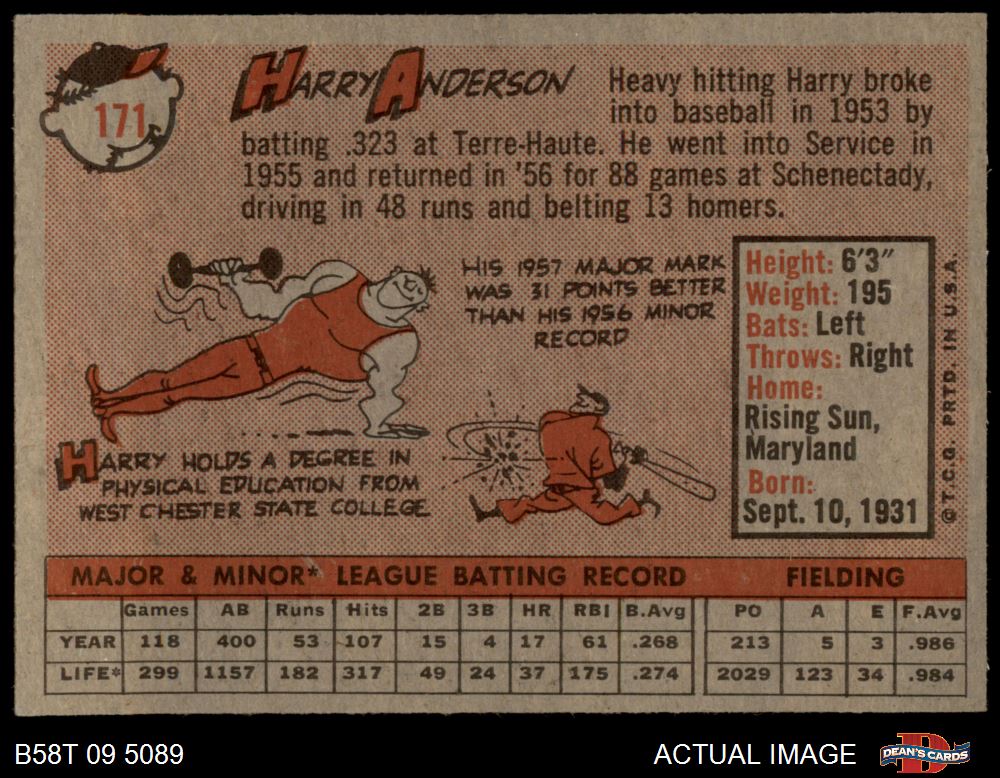 171
HARRY ANDERSON
Heavy hitting Harry broke
into baseball in 1953 by
batting .323 at Terre-Haute. He went into Service in
1955 and returned in '56 for 88 games at Schenectady,
driving in 48 runs and belting 13 homers.
HIS 1957 MAJOR MARK
WAS 31 POINTS BETTER
THAN HIS 1956 MINOR
RECORD
HARRY HOLDS A DEGREE IN
PHYSICAL EDUCATION FROM
WEST CHESTER STATE COLLEGE.
Height: 6'3"
Weight: 195
Bats: Left
Throws: Right
Home:
Rising Sun,
Maryland
Born:
Sept. 10, 1931
© T.C.G. PRTD. IN U.S.A.
MAJOR & MINOR* LEAGUE BATTING RECORD FIELDING
Games AB Runs Hits 2B 3B HR RBI B.Avg PO A E F.Avg
YEAR 118 400 53 107 15 4 17 61 .268 213 5 3 .986
LIFE* 299 1157 182 317 49 24 37 175 .274 2029 123 34 .984
B58T 09 5089
ACTUAL IMAGE
DEAN'S CARDS